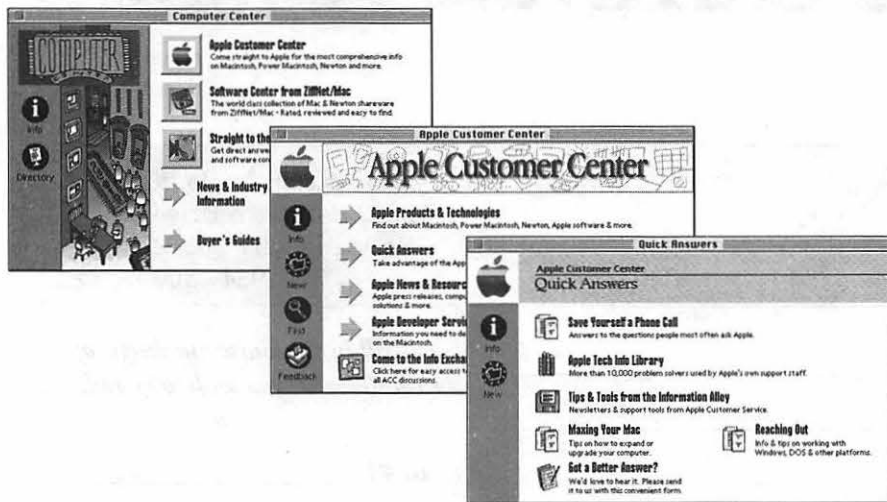 Computer Center
COMPUTER
CENTER
Info
Directory
Apple Customer Center
Come straight to Apple for the most comprehensive info
on Macintosh, Power Macintosh, Newton and more.
Software Center from ZiffNet/Mac
The world class collection of Mac & Newton shareware
from ZiffNet/Mac - Rated, reviewed and easy to find.
Straight to the
Get direct answe
and software co
News & Industry
Information
Buyer's Guides
Apple Customer Center
Apple Customer Center
Info
New
Find
Feedback
Apple Products & Technologies
Find out about Macintosh, Power Macintosh, Newton, Apple software & more.
Quick Answers
Take advantage of the App
Apple News & Resourc
Apple press releases, compu
solutions & more.
Apple Developer Servi
Information you need to de
on the Macintosh.
Come to the Info Exchan
Click here for easy access t
all ACC discussions.
Quick Answers
Apple Customer Center
Quick Answers
Info
New
Save Yourself a Phone Call
Answers to the questions people most often ask Apple.
Apple Tech Info Library
More than 10,000 problem solvers used by Apple's own support staff.
Tips & Tools from the Information Alley
Newsletters & support tools from Apple Customer Service.
Maxing Your Mac
Tips on how to expand or
upgrade your computer.
Reaching Out
Info & tips on working with
Windows, DOS & other platforms.
Got a Better Answer?
We'd love to hear it. Please send
it to us with this convenient form.